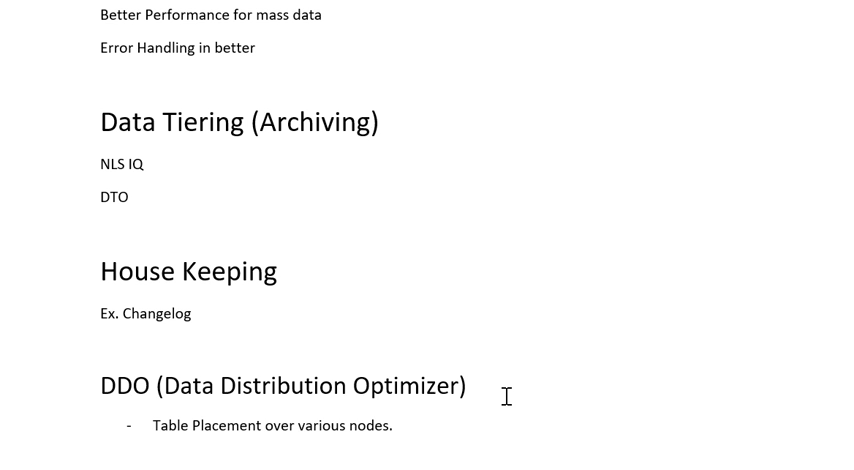 Better Performance for mass data
Error Handling in better
Data Tiering (Archiving)
NLS IQ
DTO
House Keeping
Ex. Changelog
DDO (Data Distribution Optimizer)
- Table Placement over various nodes.